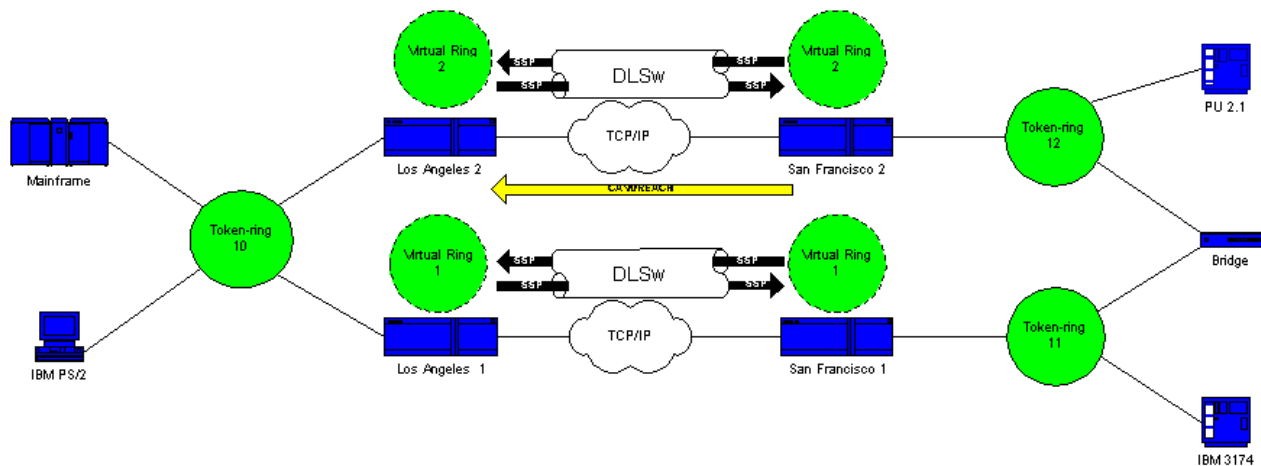 Virtual Ring
2
SSP
SSP
DLSw
SSP
SSP
Virtual Ring
2
PU 2.1
Mainframe
Los Angeles 2
TCP/IP
San Francisco 2
Token-ring
12
CANUREACH
Token-ring
10
Virtual Ring
1
SSP
SSP
DLSw
SSP
SSP
Virtual Ring
1
Bridge
IBM PS/2
Los Angeles 1
TCP/IP
San Francisco 1
Token-ring
11
IBM 3174